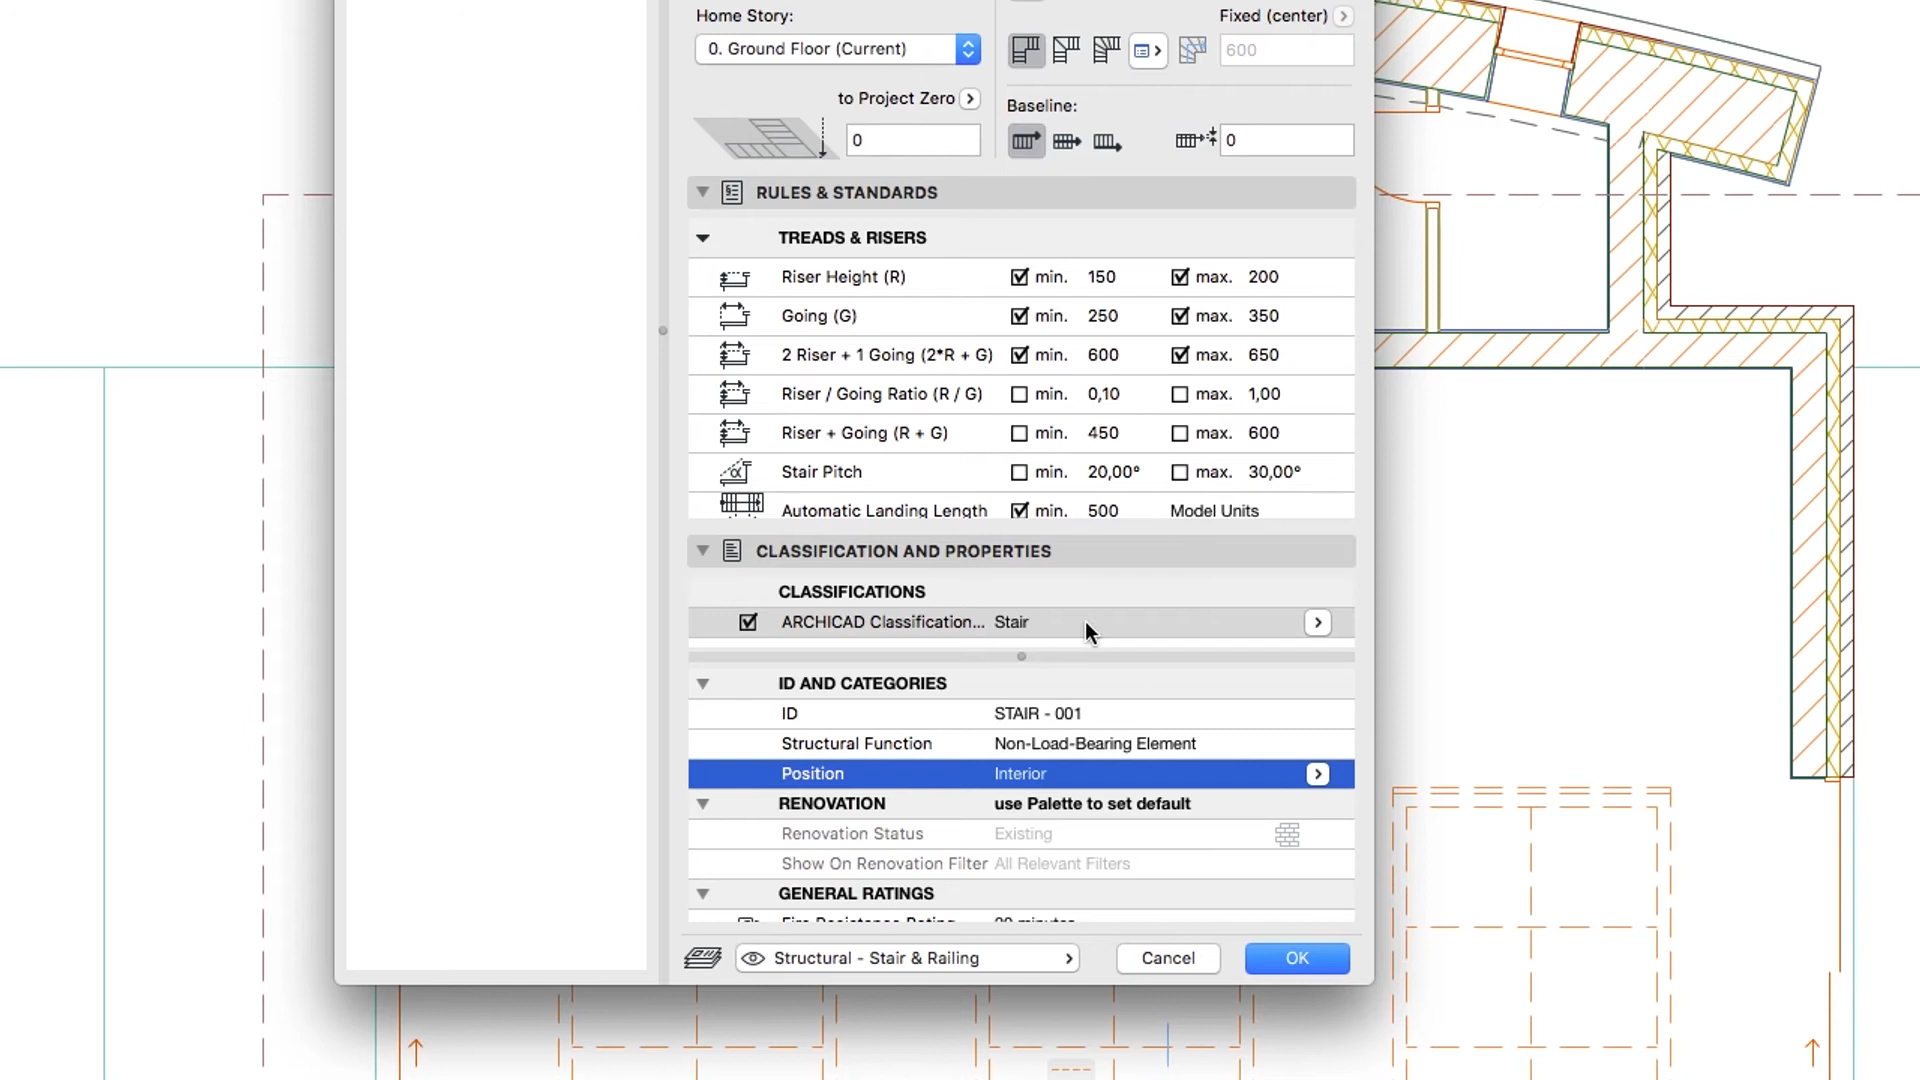 Home Story:
Fixed (center)
0. Ground Floor (Current)
600
to Project Zero
Baseline:
0
0
RULES & STANDARDS
TREADS & RISERS
Riser Height (R) min. 150 max. 200
Going (G) min. 250 max. 350
2 Riser + 1 Going (2*R + G) min. 600 max. 650
Riser / Going Ratio (R / G) min. 0,10 max. 1,00
Riser + Going (R + G) min. 450 max. 600
Stair Pitch min. 20,00° max. 30,00°
Automatic Landing Length min. 500 Model Units
CLASSIFICATION AND PROPERTIES
CLASSIFICATIONS
ARCHICAD Classification... Stair
ID AND CATEGORIES
ID STAIR - 001
Structural Function Non-Load-Bearing Element
Position Interior
RENOVATION use Palette to set default
Renovation Status Existing
Show On Renovation Filter All Relevant Filters
GENERAL RATINGS
Structural - Stair & Railing
Cancel
OK